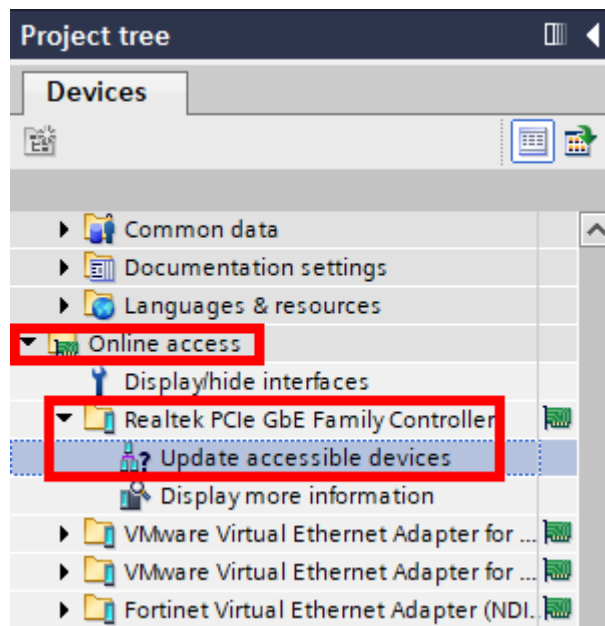 Project tree
Devices
Common data
Documentation settings
Languages & resources
Online access
Display/hide interfaces
Realtek PCIe GbE Family Controller
Update accessible devices
Display more information
VMware Virtual Ethernet Adapter for ...
VMware Virtual Ethernet Adapter for ...
Fortinet Virtual Ethernet Adapter (NDI...